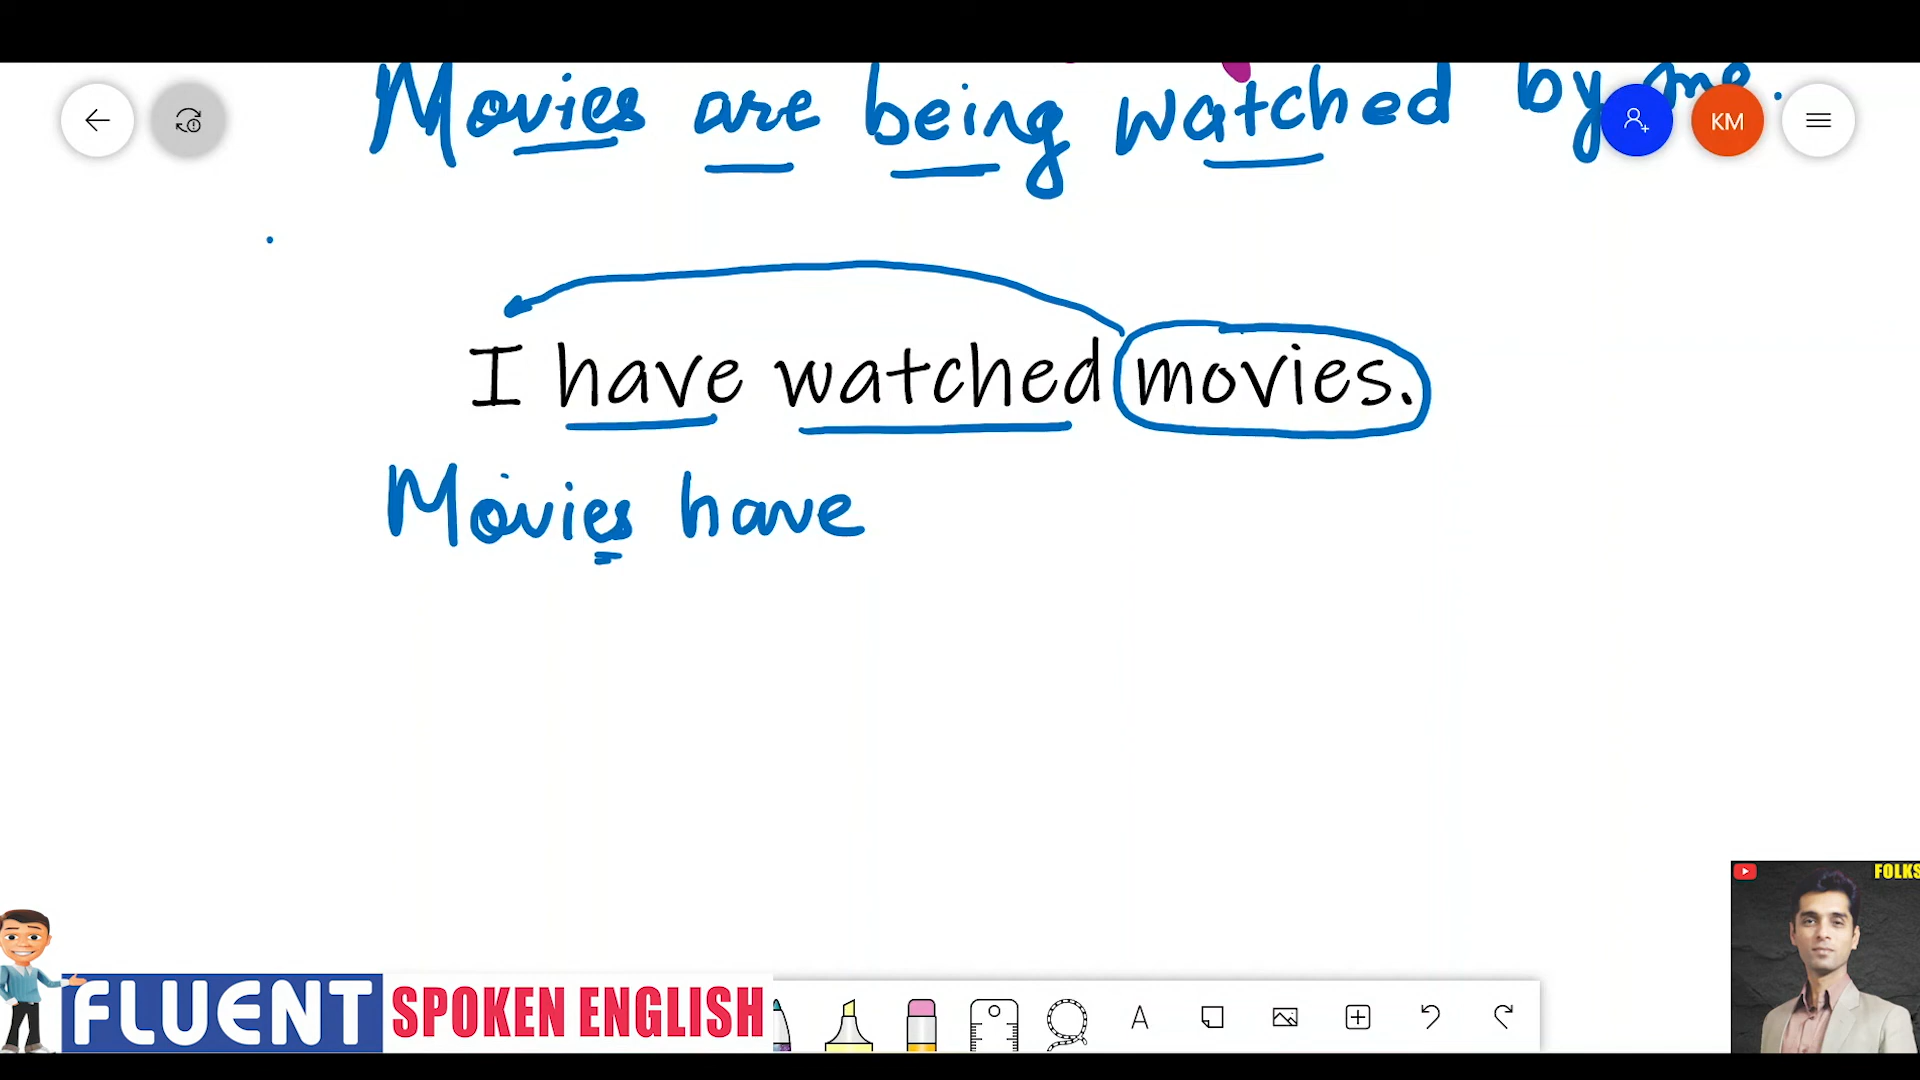 Movies are being watched by me.
KM
I have watched movies.
Movies have
FOLKS
FLUENT SPOKEN ENGLISH
A